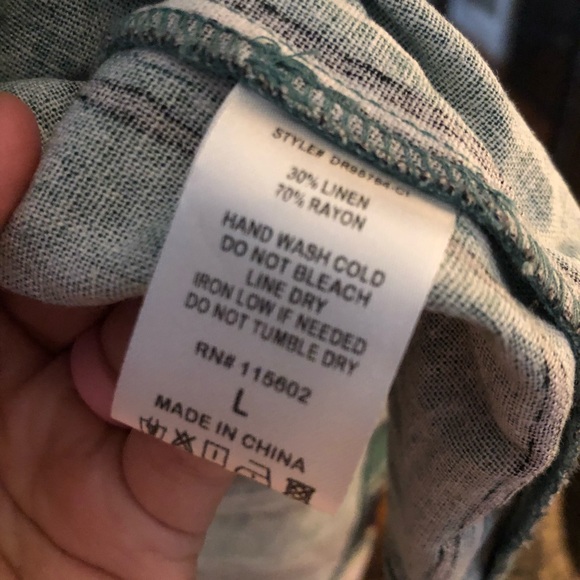 STYLE# DR98764-C1
30% LINEN
70% RAYON
HAND WASH COLD
DO NOT BLEACH
LINE DRY
IRON LOW IF NEEDED
DO NOT TUMBLE DRY
RN# 115602
L
MADE IN CHINA